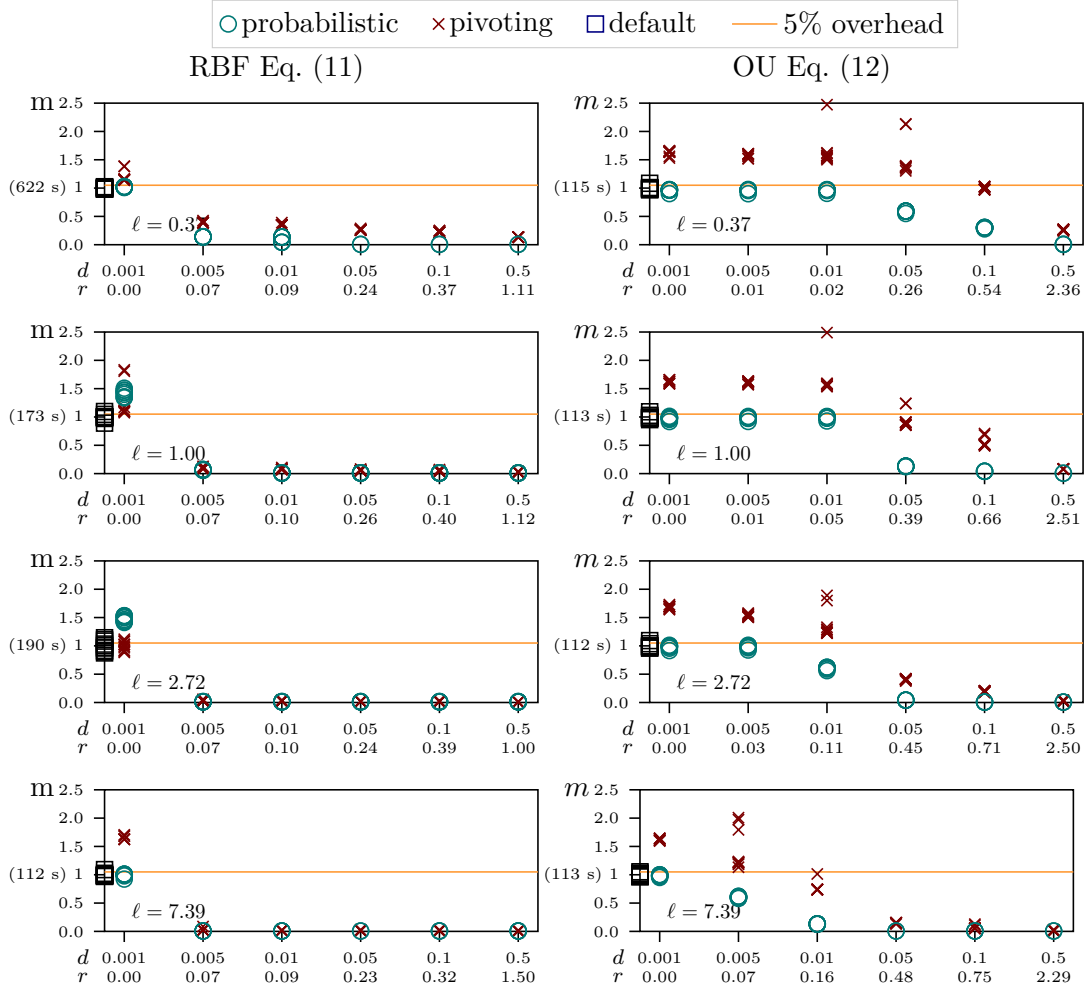 probabilistic pivoting default 5% overhead
RBF Eq. (11) OU Eq. (12)
m 2.5
2.0
1.5
(622 s) 1
0.5
0.0
ℓ = 0.37
d 0.001 0.005 0.01 0.05 0.1 0.5
r 0.00 0.07 0.09 0.24 0.37 1.11
m 2.5
2.0
1.5
(115 s) 1
0.5
0.0
ℓ = 0.37
d 0.001 0.005 0.01 0.05 0.1 0.5
r 0.00 0.01 0.02 0.26 0.54 2.36
m 2.5
2.0
1.5
(173 s) 1
0.5
0.0
ℓ = 1.00
d 0.001 0.005 0.01 0.05 0.1 0.5
r 0.00 0.07 0.10 0.26 0.40 1.12
m 2.5
2.0
1.5
(113 s) 1
0.5
0.0
ℓ = 1.00
d 0.001 0.005 0.01 0.05 0.1 0.5
r 0.00 0.01 0.05 0.39 0.66 2.51
m 2.5
2.0
1.5
(190 s) 1
0.5
0.0
ℓ = 2.72
d 0.001 0.005 0.01 0.05 0.1 0.5
r 0.00 0.07 0.10 0.24 0.39 1.00
m 2.5
2.0
1.5
(112 s) 1
0.5
0.0
ℓ = 2.72
d 0.001 0.005 0.01 0.05 0.1 0.5
r 0.00 0.03 0.11 0.45 0.71 2.50
m 2.5
2.0
1.5
(112 s) 1
0.5
0.0
ℓ = 7.39
d 0.001 0.005 0.01 0.05 0.1 0.5
r 0.00 0.07 0.09 0.23 0.32 1.50
m 2.5
2.0
1.5
(113 s) 1
0.5
0.0
ℓ = 7.39
d 0.001 0.005 0.01 0.05 0.1 0.5
r 0.00 0.07 0.16 0.48 0.75 2.29